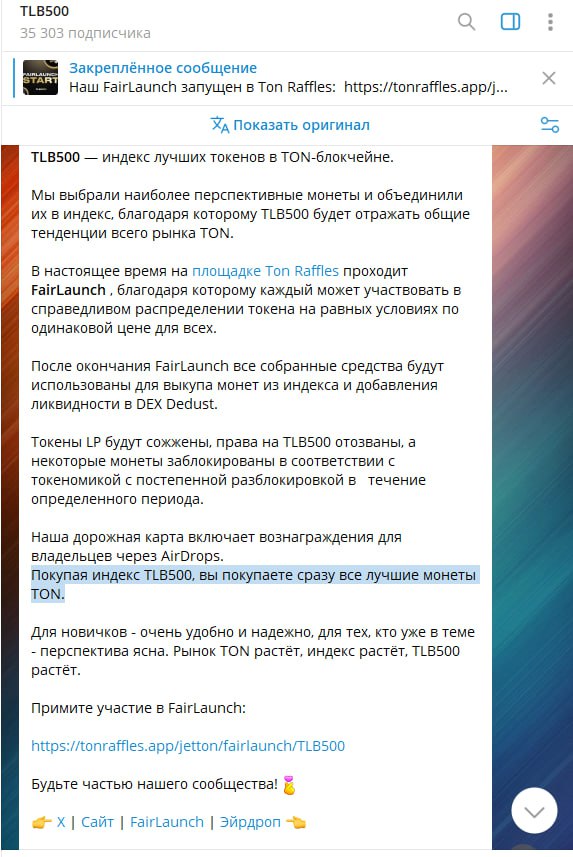 TLB500
35 303 подписчика
Закреплённое сообщение
Наш FairLaunch запущен в Ton Raffles: https://tonraffles.app/j...
FAIRLAUNCH
START
Показать оригинал
TLB500 — индекс лучших токенов в TON-блокчейне.
Мы выбрали наиболее перспективные монеты и объединили
их в индекс, благодаря которому TLB500 будет отражать общие
тенденции всего рынка TON.
В настоящее время на площадке Ton Raffles проходит
FairLaunch , благодаря которому каждый может участвовать в
справедливом распределении токена на равных условиях по
одинаковой цене для всех.
После окончания FairLaunch все собранные средства будут
использованы для выкупа монет из индекса и добавления
ликвидности в DEX Dedust.
Токены LP будут сожжены, права на TLB500 отозваны, а
некоторые монеты заблокированы в соответствии с
токеномикой с постепенной разблокировкой в течение
определенного периода.
Наша дорожная карта включает вознаграждения для
владельцев через AirDrops.
Покупая индекс TLB500, вы покупаете сразу все лучшие монеты
TON.
Для новичков - очень удобно и надежно, для тех, кто уже в теме
- перспектива ясна. Рынок TON растёт, индекс растёт, TLB500
растёт.
Примите участие в FairLaunch:
https://tonraffles.app/jetton/fairlaunch/TLB500
Будьте частью нашего сообщества!
X | Сайт | FairLaunch | Эйрдроп